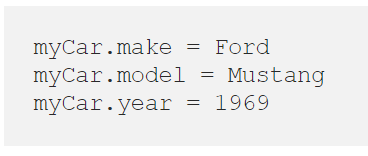 myCar.make = Ford
myCar.model = Mustang
myCar.year = 1969